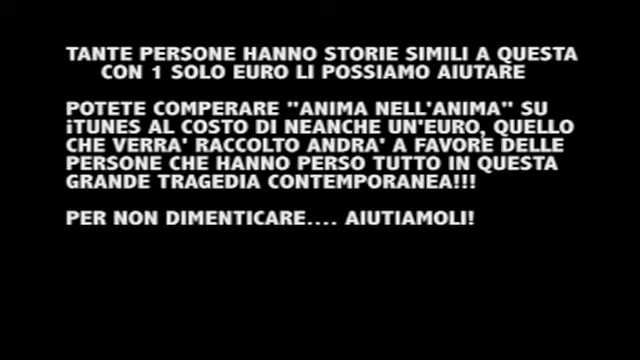 TANTE PERSONE HANNO STORIE SIMILI A QUESTA
CON 1 SOLO EURO LI POSSIAMO AIUTARE
POTETE COMPERARE "ANIMA NELL'ANIMA" SU
iTUNES AL COSTO DI NEANCHE UN'EURO, QUELLO
CHE VERRA' RACCOLTO ANDRA' A FAVORE DELLE
PERSONE CHE HANNO PERSO TUTTO IN QUESTA
GRANDE TRAGEDIA CONTEMPORANEA!!!
PER NON DIMENTICARE.... AIUTIAMOLI!